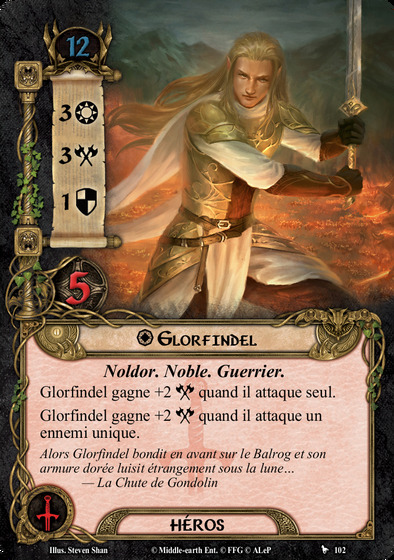 12
3
3
1
5
Glorfindel
Noldor. Noble. Guerrier.
Glorfindel gagne +2 quand il attaque seul.
Glorfindel gagne +2 quand il attaque un
ennemi unique.
Alors Glorfindel bondit en avant sur le Balrog et son
armure dorée luisit étrangement sous la lune…
— La Chute de Gondolin
HÉROS
Illus. Steven Shan
© Middle-earth Ent. © FFG © ALeP
102